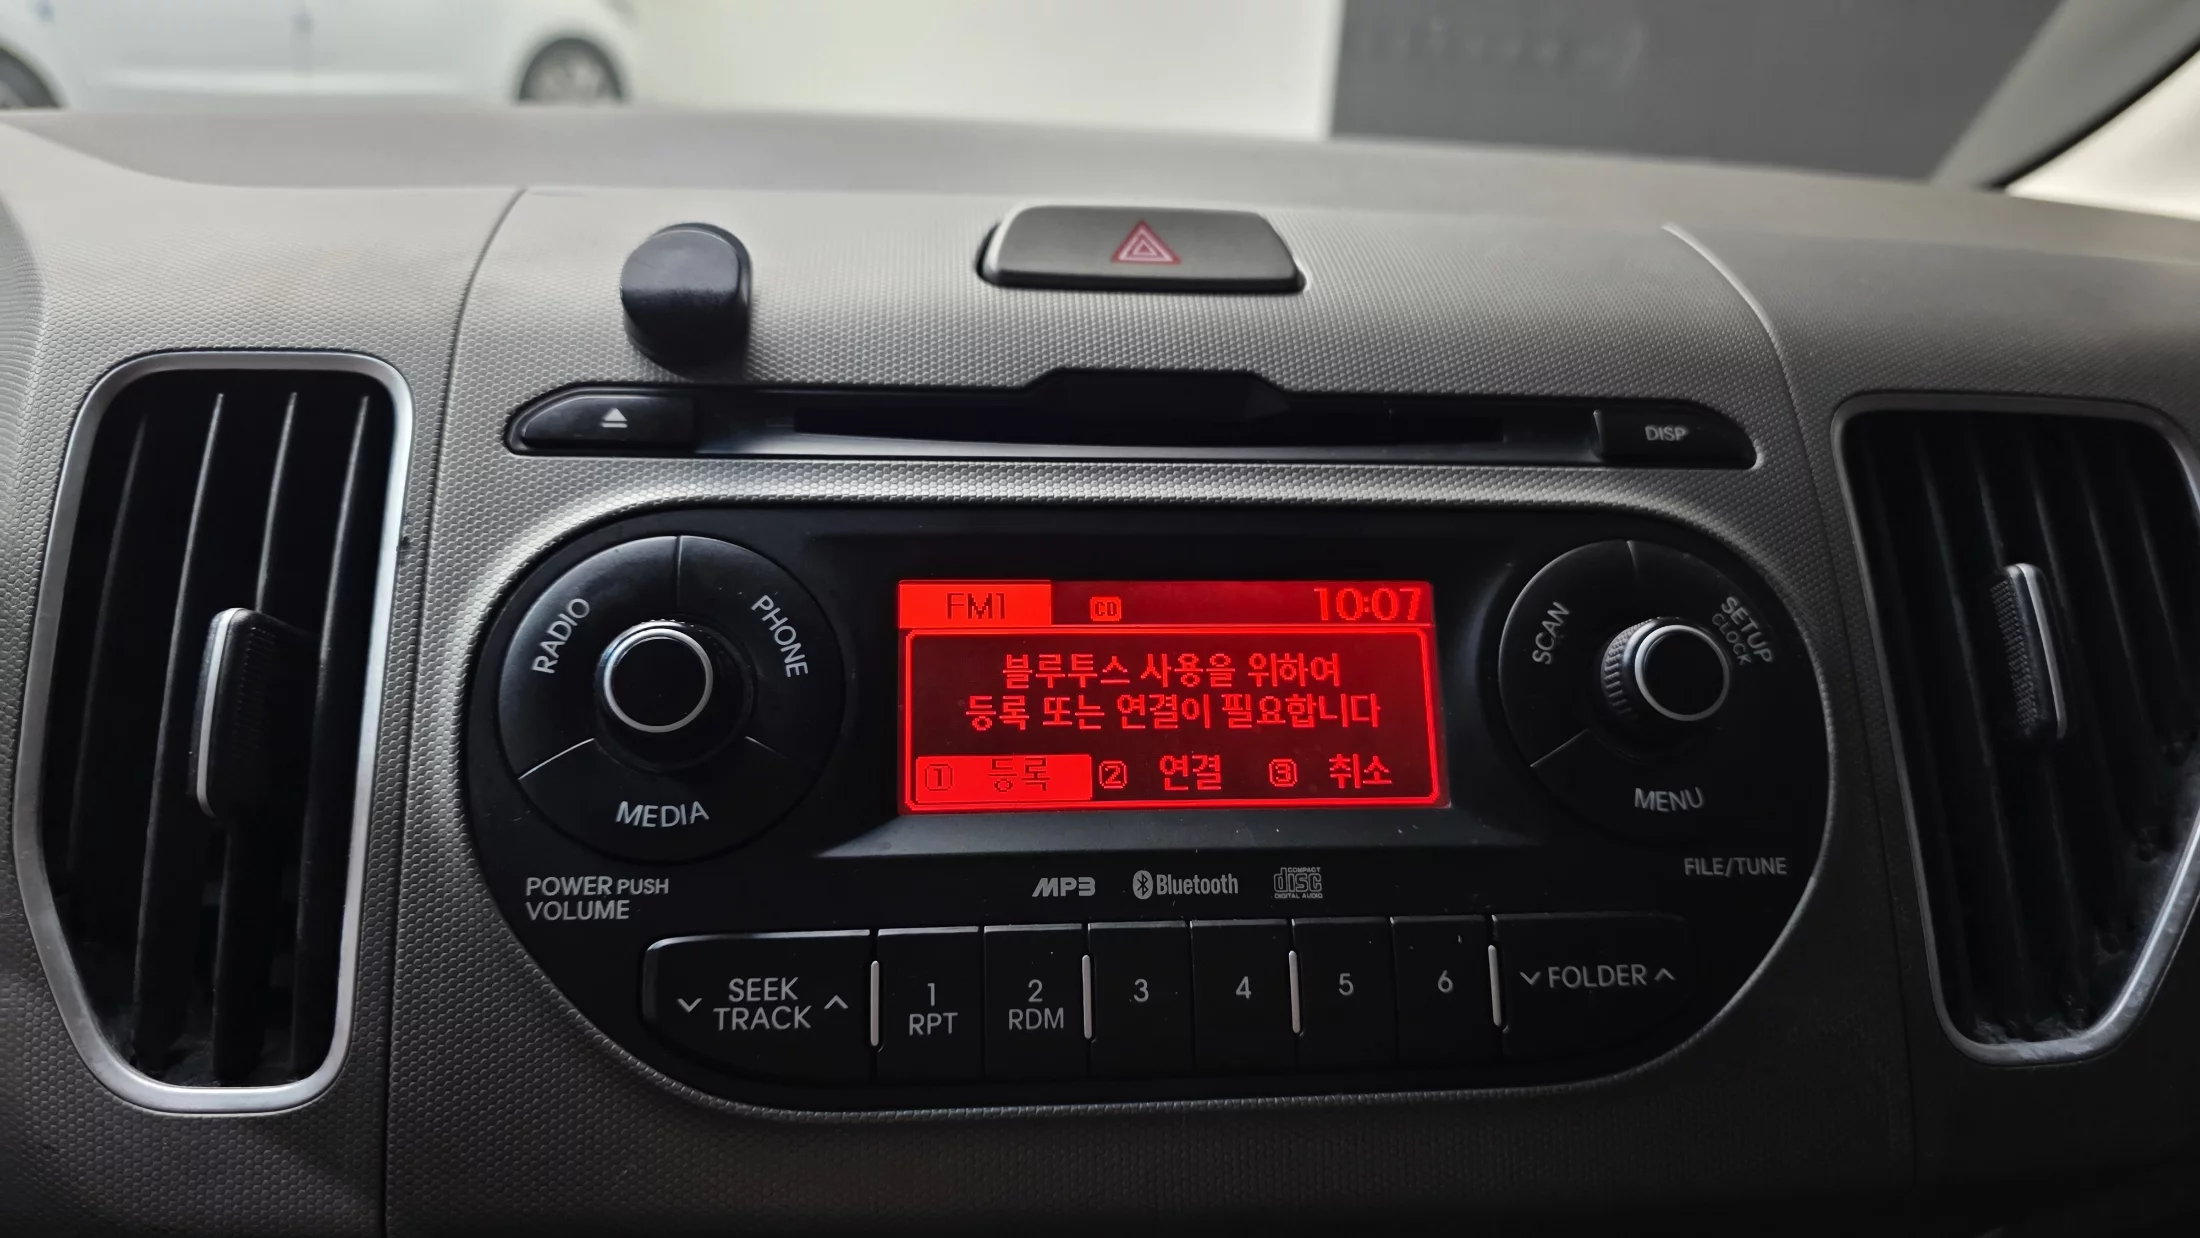 DISP
RADIO
PHONE
MEDIA
POWER PUSH
VOLUME
FM1 CD 10:07
블루투스 사용을 위하여
등록 또는 연결이 필요합니다
① 등록 ② 연결 ③ 취소
SCAN
SETUP
CLOCK
MENU
FILE/TUNE
MP3 Bluetooth COMPACT disc DIGITAL AUDIO
SEEK
TRACK
1
RPT
2
RDM
3
4
5
6
FOLDER